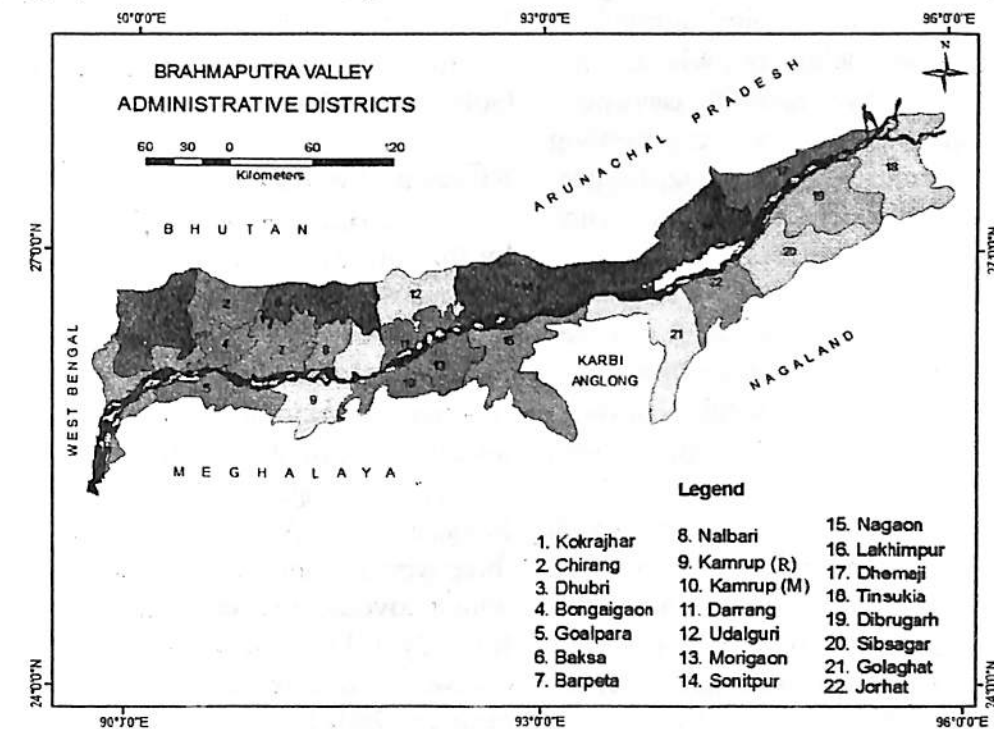 90°0'0"E 93°0'0"E 96°0'0"E
N
BRAHMAPUTRA VALLEY
ADMINISTRATIVE DISTRICTS
60 30 0 60 120
Kilometers
ARUNACHAL PRADESH
BHUTAN
27°0'0"N
WEST BENGAL
MEGHALAYA
KARBI
ANGLONG
NAGALAND
2
4
5
7
8
9
12
13
15
17
18
19
20
21
22
Legend
1. Kokrajhar
2. Chirang
3. Dhubri
4. Bongaigaon
5. Goalpara
6. Baksa
7. Barpeta
8. Nalbari
9. Kamrup (R)
10. Kamrup (M)
11. Darrang
12. Udalguri
13. Morigaon
14. Sonitpur
15. Nagaon
16. Lakhimpur
17. Dhemaji
18. Tinsukia
19. Dibrugarh
20. Sibsagar
21. Golaghat
22. Jorhat
24°0'0"N 24°0'0"N
90°0'0"E 93°0'0"E 96°0'0"E